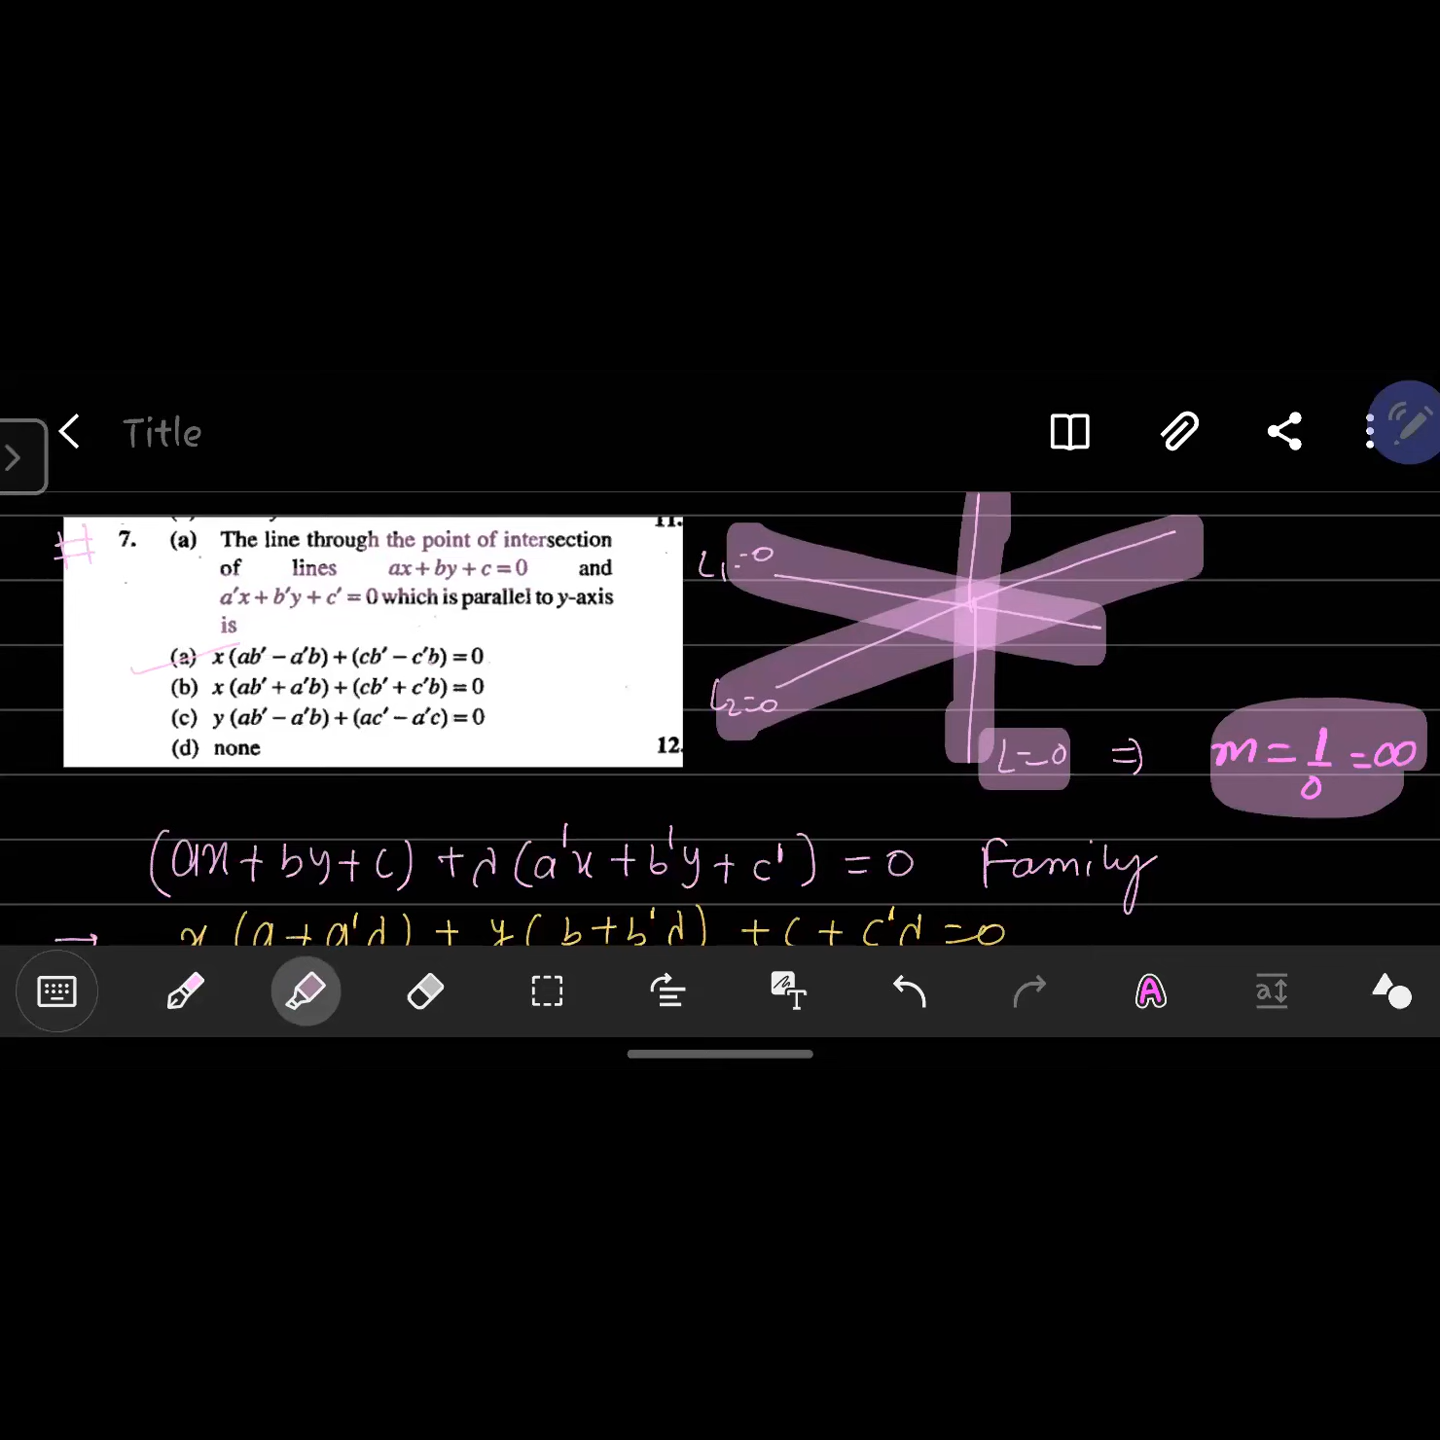 Title
11.
7. (a) The line through the point of intersection
of lines ax + by + c = 0 and
a′x + b′y + c′ = 0 which is parallel to y-axis
is
(a) x (ab′ − a′b) + (cb′ − c′b) = 0
(b) x (ab′ + a′b) + (cb′ + c′b) = 0
(c) y (ab′ − a′b) + (ac′ − a′c) = 0
(d) none
12.
L₁=0
L₂=0
L=0 ⇒ m = 1/0 = ∞
(ax + by + c) + λ (a'x + b'y + c') = 0 Family
→ x (a + a'λ) + y (b + b'λ) + c + c'λ = 0
T
A
a